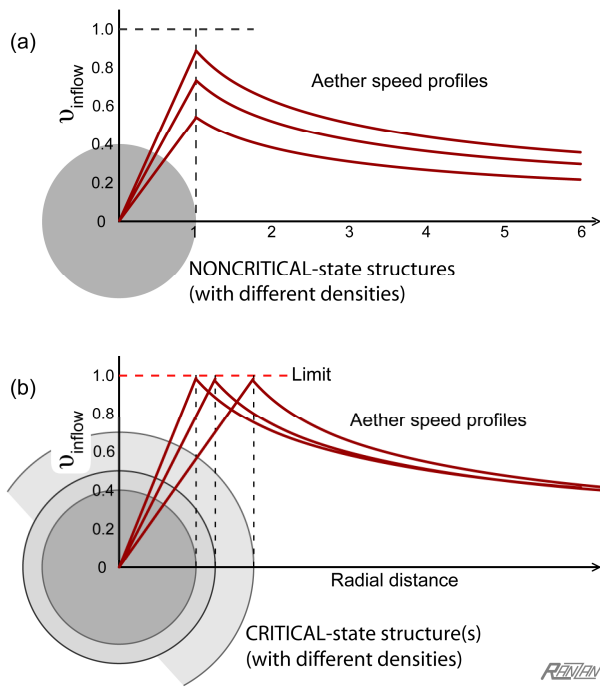 (a)
1.0
0.8
0.6
0.4
0.2
0
υinflow
Aether speed profiles
1 2 3 4 5 6
NONCRITICAL-state structures
(with different densities)
(b)
1.0
0.8
0.6
0.4
0.2
0
υinflow
Limit
Aether speed profiles
Radial distance
CRITICAL-state structure(s)
(with different densities)
RANZAN